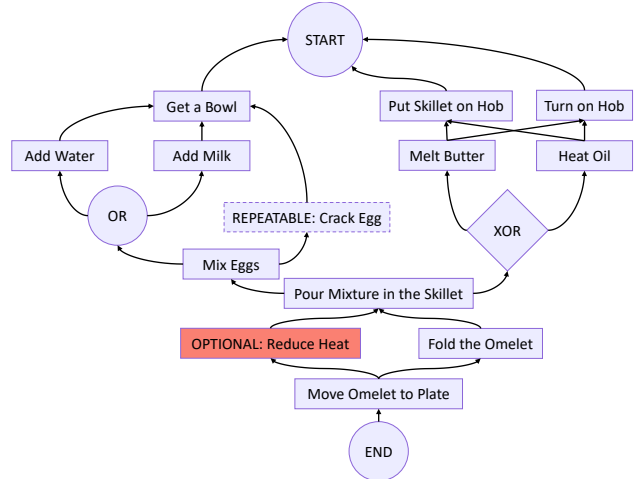 START
Get a Bowl
Put Skillet on Hob
Turn on Hob
Add Water
Add Milk
Melt Butter
Heat Oil
OR
REPEATABLE: Crack Egg
XOR
Mix Eggs
Pour Mixture in the Skillet
OPTIONAL: Reduce Heat
Fold the Omelet
Move Omelet to Plate
END